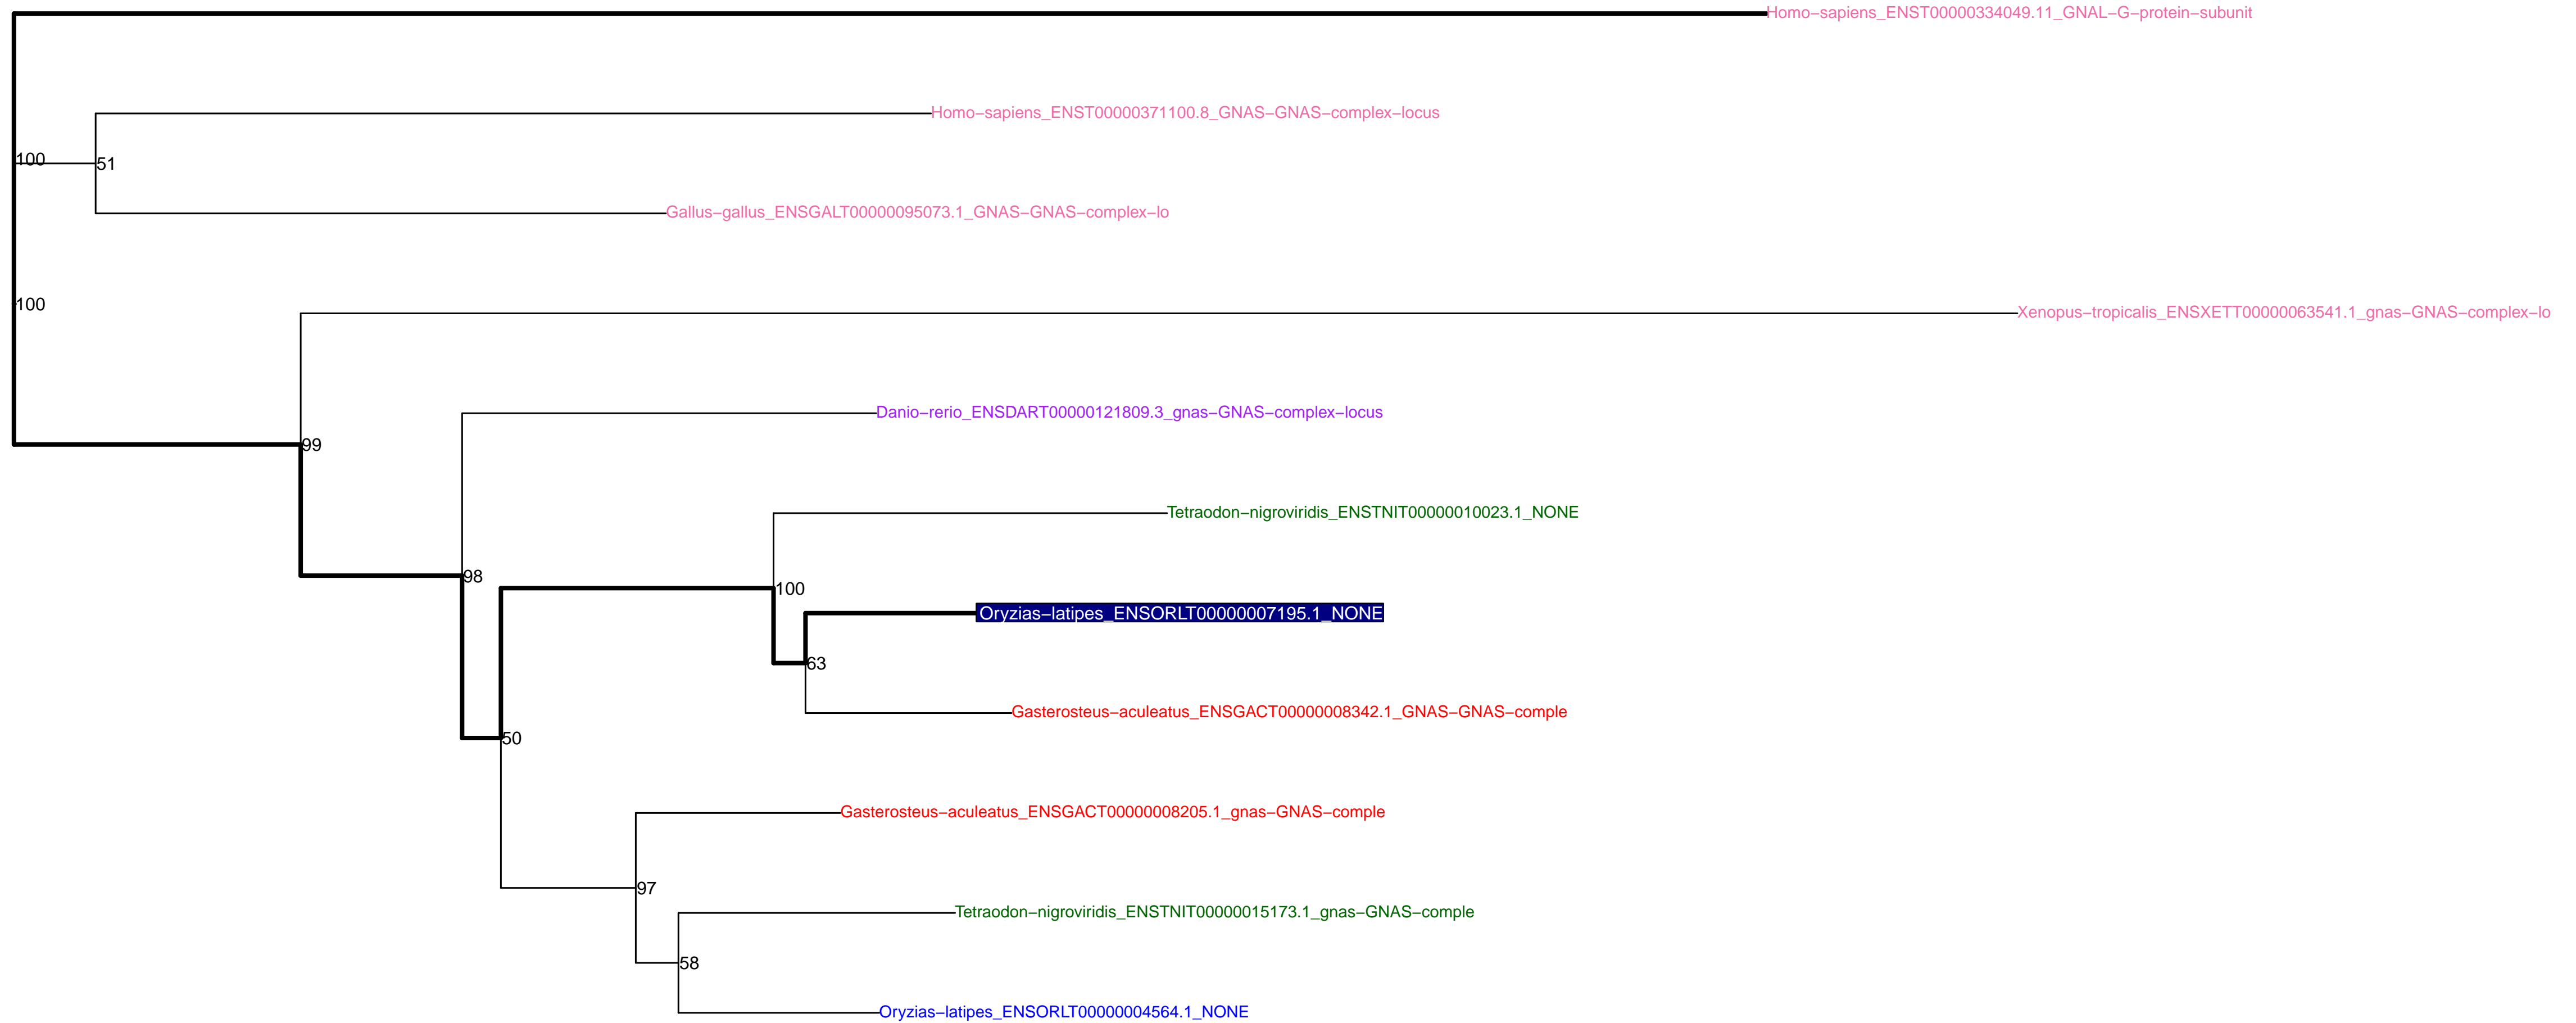 Homo−sapiens_ENST00000334049.11_GNAL−G−protein−subunit
Homo−sapiens_ENST00000371100.8_GNAS−GNAS−complex−locus
100
51
Gallus−gallus_ENSGALT00000095073.1_GNAS−GNAS−complex−lo
100
Xenopus−tropicalis_ENSXETT00000063541.1_gnas−GNAS−complex−lo
Danio−rerio_ENSDART00000121809.3_gnas−GNAS−complex−locus
99
Tetraodon−nigroviridis_ENSTNIT00000010023.1_NONE
98
100
Oryzias−latipes_ENSORLT00000007195.1_NONE
63
Gasterosteus−aculeatus_ENSGACT00000008342.1_GNAS−GNAS−comple
50
Gasterosteus−aculeatus_ENSGACT00000008205.1_gnas−GNAS−comple
97
Tetraodon−nigroviridis_ENSTNIT00000015173.1_gnas−GNAS−comple
58
Oryzias−latipes_ENSORLT00000004564.1_NONE